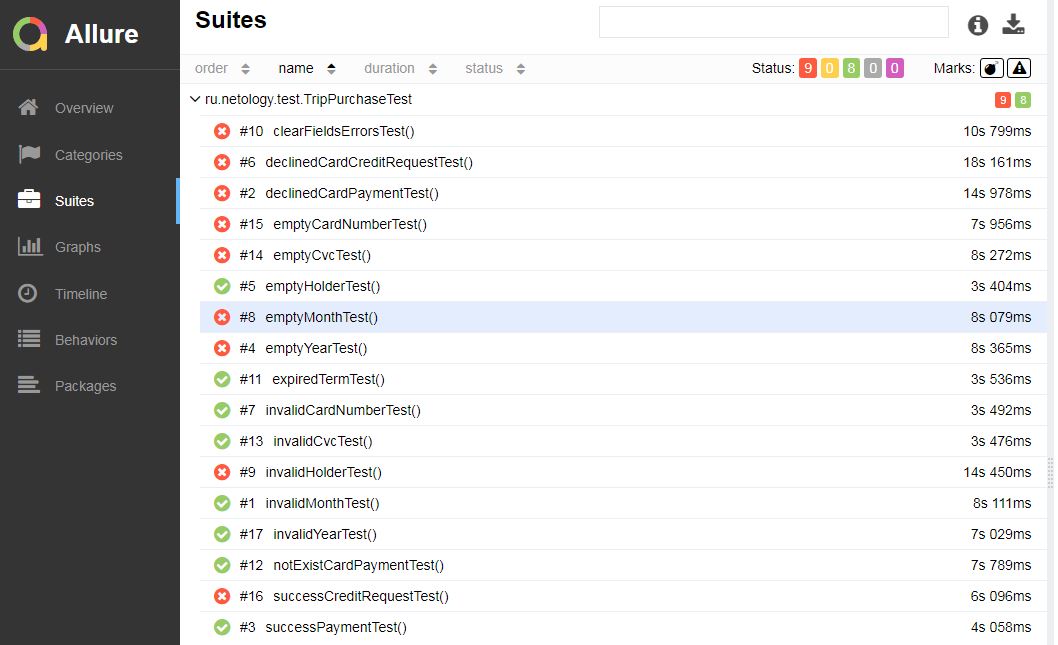 Allure
Overview
Categories
Suites
Graphs
Timeline
Behaviors
Packages
Suites
order name duration status Status: 9 0 8 0 0 Marks:
ru.netology.test.TripPurchaseTest 9 8
#10 clearFieldsErrorsTest() 10s 799ms
#6 declinedCardCreditRequestTest() 18s 161ms
#2 declinedCardPaymentTest() 14s 978ms
#15 emptyCardNumberTest() 7s 956ms
#14 emptyCvcTest() 8s 272ms
#5 emptyHolderTest() 3s 404ms
#8 emptyMonthTest() 8s 079ms
#4 emptyYearTest() 8s 365ms
#11 expiredTermTest() 3s 536ms
#7 invalidCardNumberTest() 3s 492ms
#13 invalidCvcTest() 3s 476ms
#9 invalidHolderTest() 14s 450ms
#1 invalidMonthTest() 8s 111ms
#17 invalidYearTest() 7s 029ms
#12 notExistCardPaymentTest() 7s 789ms
#16 successCreditRequestTest() 6s 096ms
#3 successPaymentTest() 4s 058ms